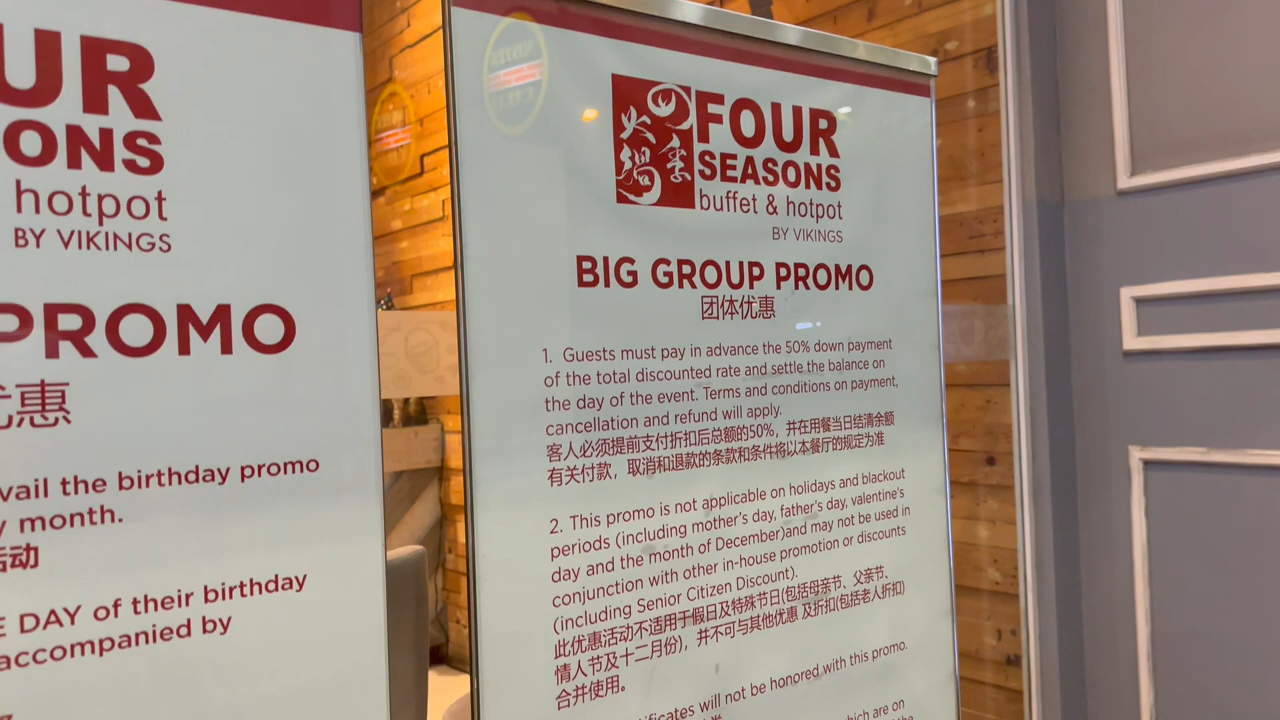 UR
ONS
hotpot
BY VIKINGS
PROMO
优惠
vail the birthday promo
y month.
活动
E DAY of their birthday
accompanied by
火锅
四季
FOUR
SEASONS
buffet & hotpot
BY VIKINGS
BIG GROUP PROMO
团体优惠
1. Guests must pay in advance the 50% down payment
of the total discounted rate and settle the balance on
the day of the event. Terms and conditions on payment,
cancellation and refund will apply.
客人必须提前支付折扣后总额的50%，并在用餐当日结清余额
有关付款，取消和退款的条款和条件将以本餐厅的规定为准
2. This promo is not applicable on holidays and blackout
periods (including mother's day, father's day, valentine's
day and the month of December)and may not be used in
conjunction with other in-house promotion or discounts
(including Senior Citizen Discount).
此优惠活动不适用于假日及特殊节日(包括母亲节、父亲节、
情人节及十二月份)，并不可与其他优惠 及折扣(包括老人折扣)
合并使用。
tificates will not be honored with this promo.
which are on